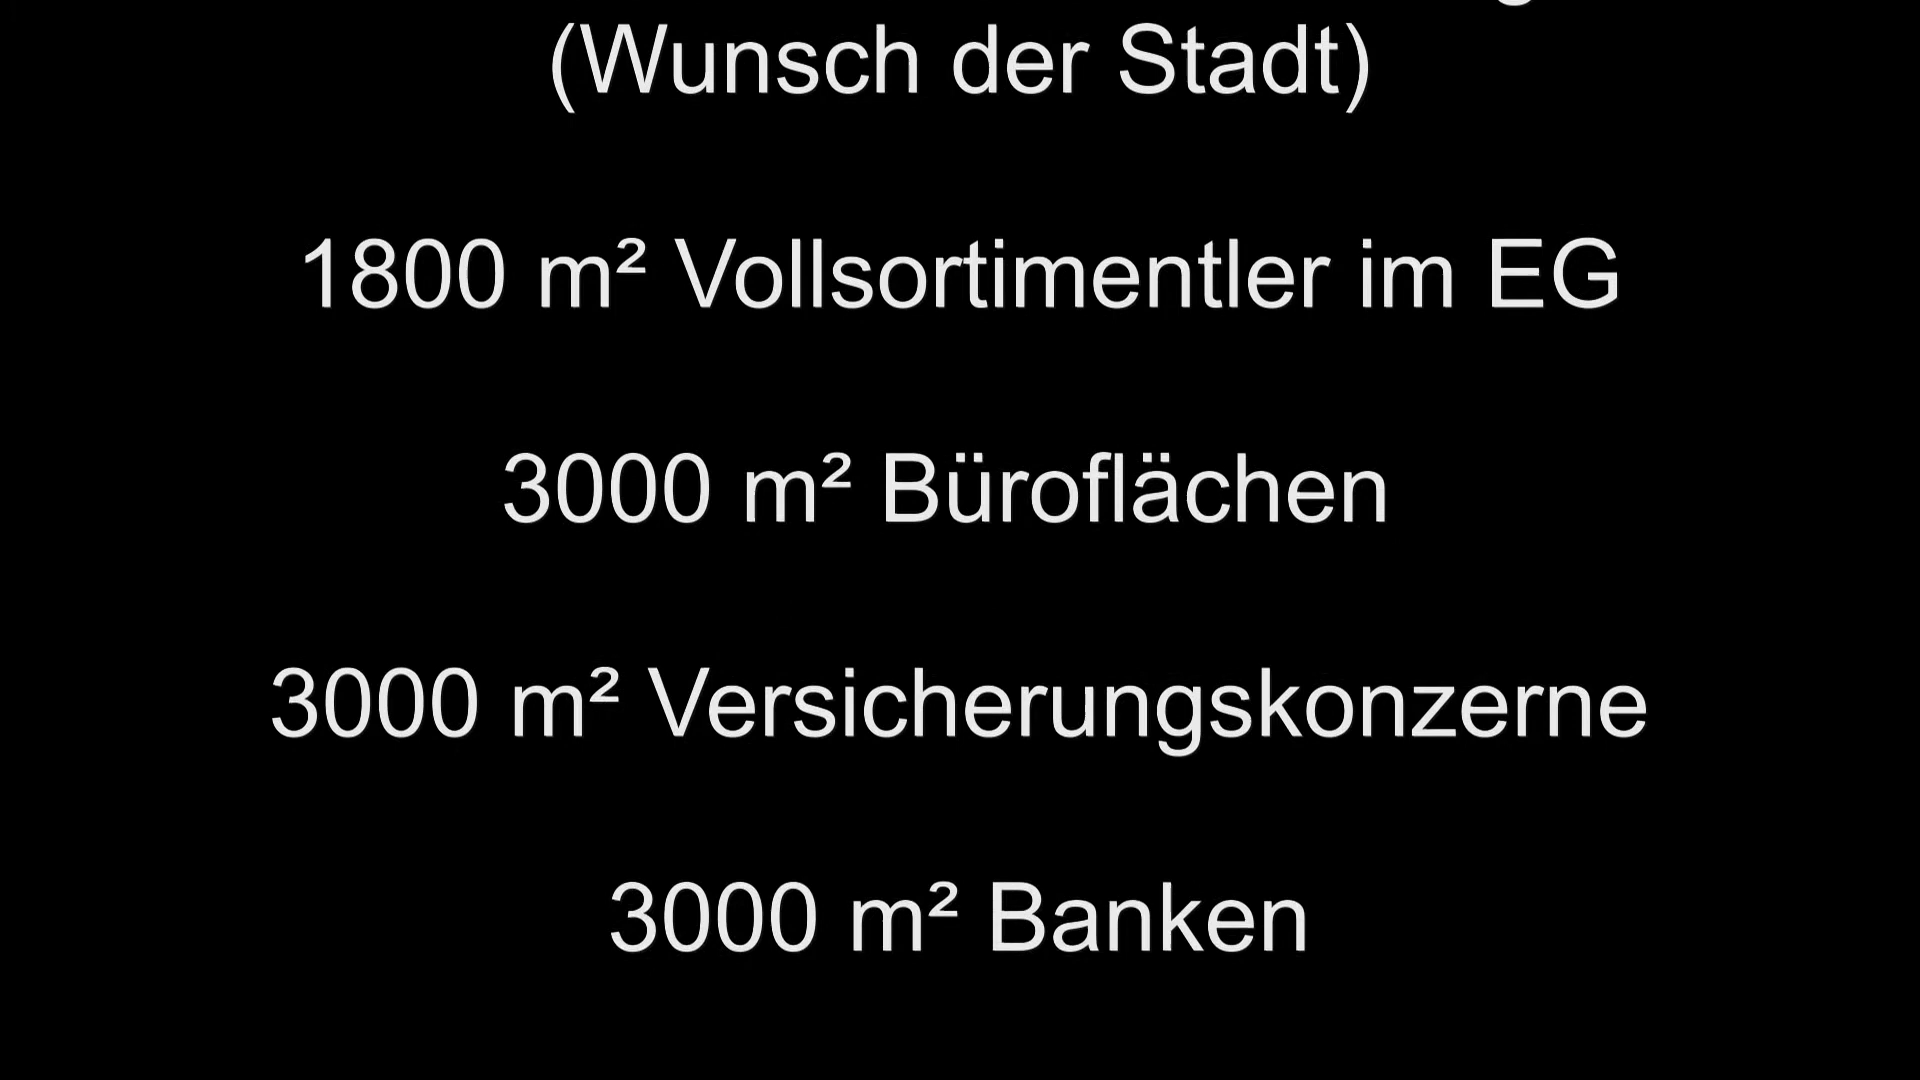 (Wunsch der Stadt)
1800 m² Vollsortimentler im EG
3000 m² Büroflächen
3000 m² Versicherungskonzerne
3000 m² Banken